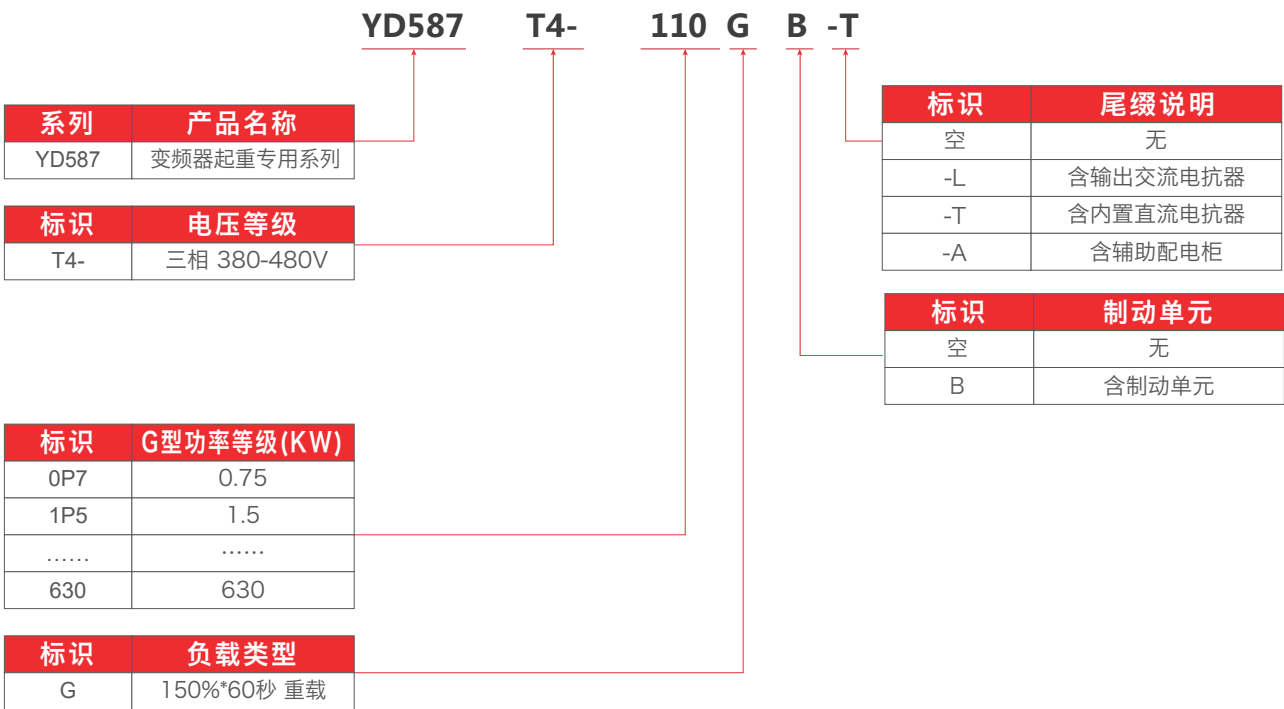 YD587 T4- 110 G B -T
系列 产品名称
YD587 变频器起重专用系列
标识 电压等级
T4- 三相 380-480V
标识 G型功率等级(KW)
0P7 0.75
1P5 1.5
…… ……
630 630
标识 负载类型
G 150%*60秒 重载
标识 尾缀说明
空 无
-L 含输出交流电抗器
-T 含内置直流电抗器
-A 含辅助配电柜
标识 制动单元
空 无
B 含制动单元